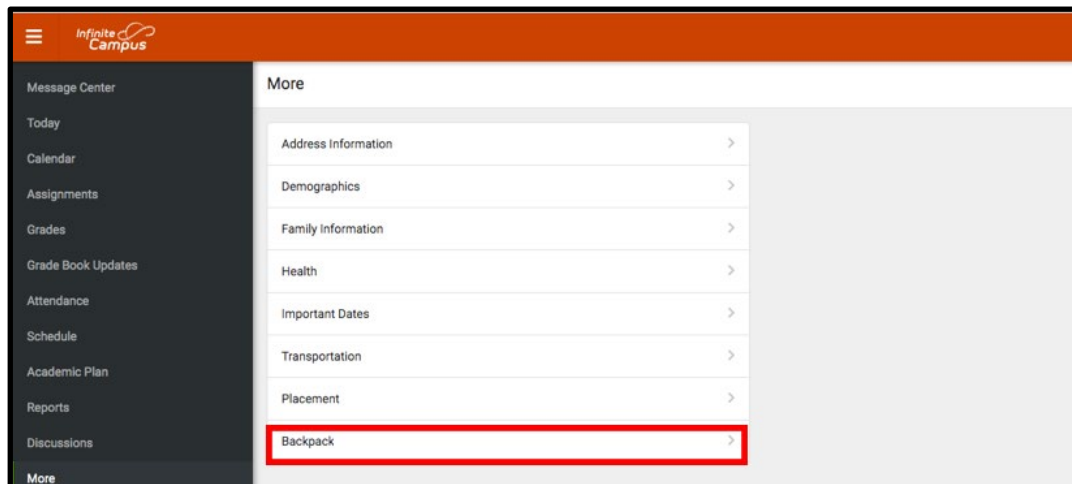 Infinite
Campus
Message Center
Today
Calendar
Assignments
Grades
Grade Book Updates
Attendance
Schedule
Academic Plan
Reports
Discussions
More
More
Address Information
Demographics
Family Information
Health
Important Dates
Transportation
Placement
Backpack